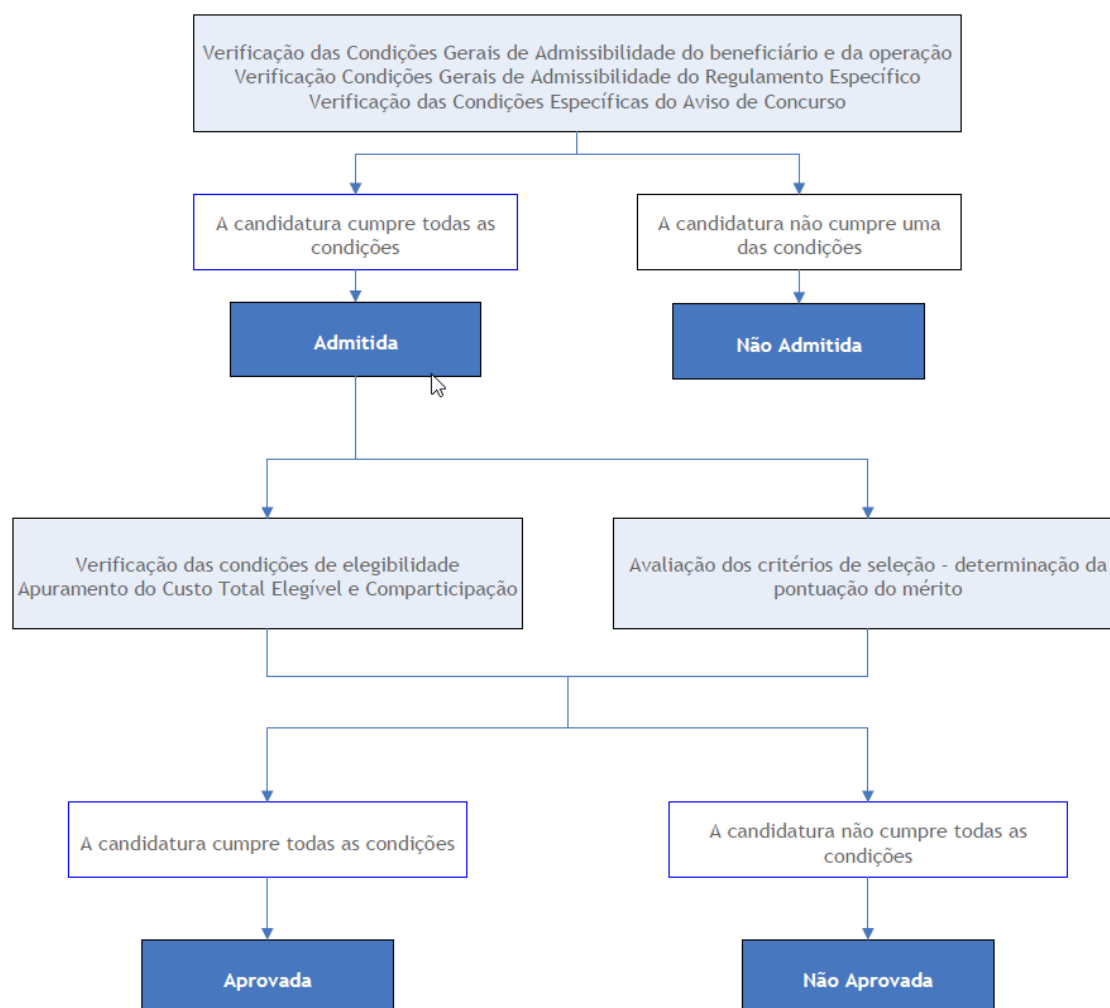 Verificação das Condições Gerais de Admissibilidade do beneficiário e da operação
Verificação Condições Gerais de Admissibilidade do Regulamento Específico
Verificação das Condições Específicas do Aviso de Concurso
A candidatura cumpre todas as
condições
A candidatura não cumpre uma
das condições
Admitida
Não Admitida
Verificação das condições de elegibilidade
Apuramento do Custo Total Elegível e Comparticipação
Avaliação dos critérios de seleção - determinação da
pontuação do mérito
A candidatura cumpre todas as condições
A candidatura não cumpre todas as
condições
Aprovada
Não Aprovada